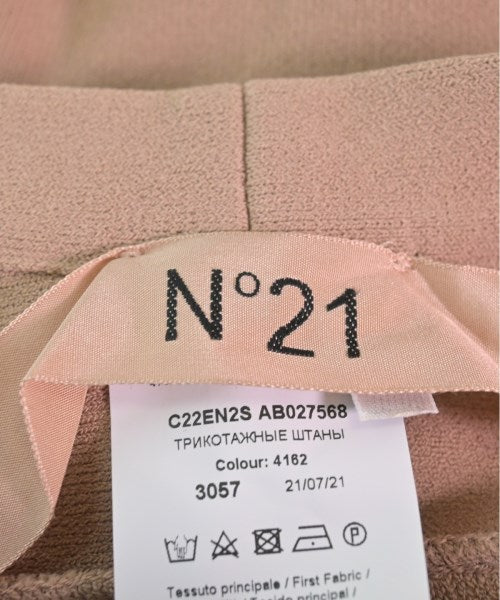 N°21
C22EN2S AB027568
ТРИКОТАЖНЫЕ ШТАНЫ
Colour: 4162
3057 21/07/21
P
Tessuto principale / First Fabric /